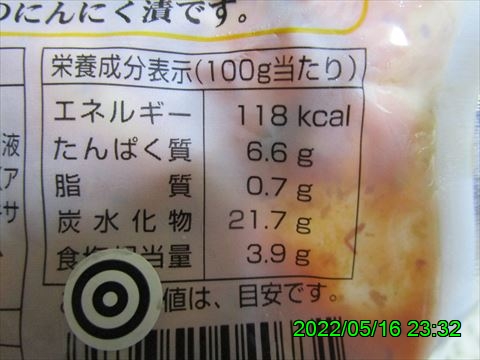 のにんにく漬です。
栄養成分表示(100g当たり)
エネルギー 118 kcal
たんぱく質 6.6 g
脂質 0.7 g
炭水化物 21.7 g
食塩相当量 3.9 g
値は、目安です。
液
ア
サ
2022/05/16 23:32